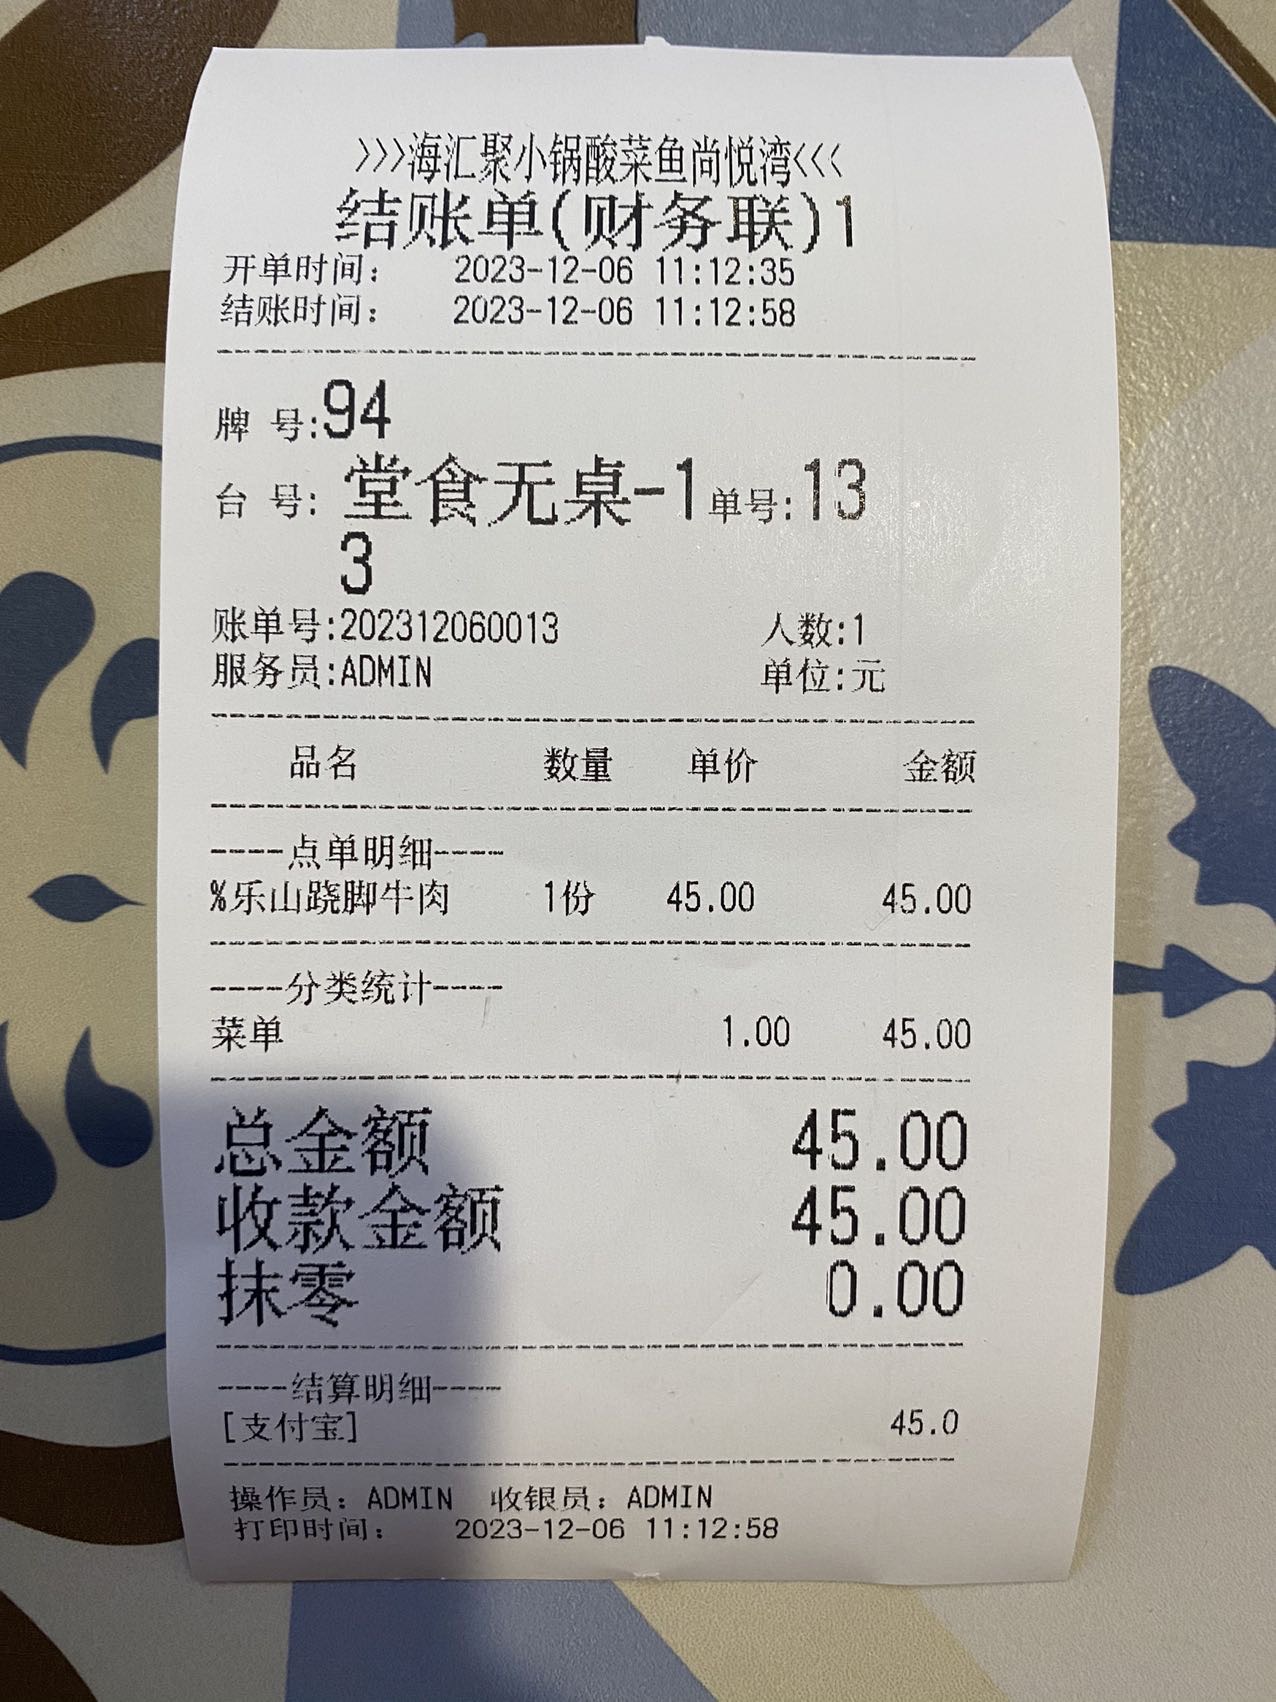 >>>海汇聚小锅酸菜鱼尚悦湾<<<
结账单(财务联)1
开单时间： 2023-12-06 11:12:35
结账时间： 2023-12-06 11:12:58
牌 号:94
台 号: 堂食无桌-1 单号:13
3
账单号:202312060013 人数:1
服务员:ADMIN 单位:元
品名 数量 单价 金额
----点单明细----
%乐山跷脚牛肉 1份 45.00 45.00
----分类统计----
菜单 1.00 45.00
总金额 45.00
收款金额 45.00
抹零 0.00
----结算明细----
[支付宝] 45.0
操作员：ADMIN 收银员：ADMIN
打印时间： 2023-12-06 11:12:58